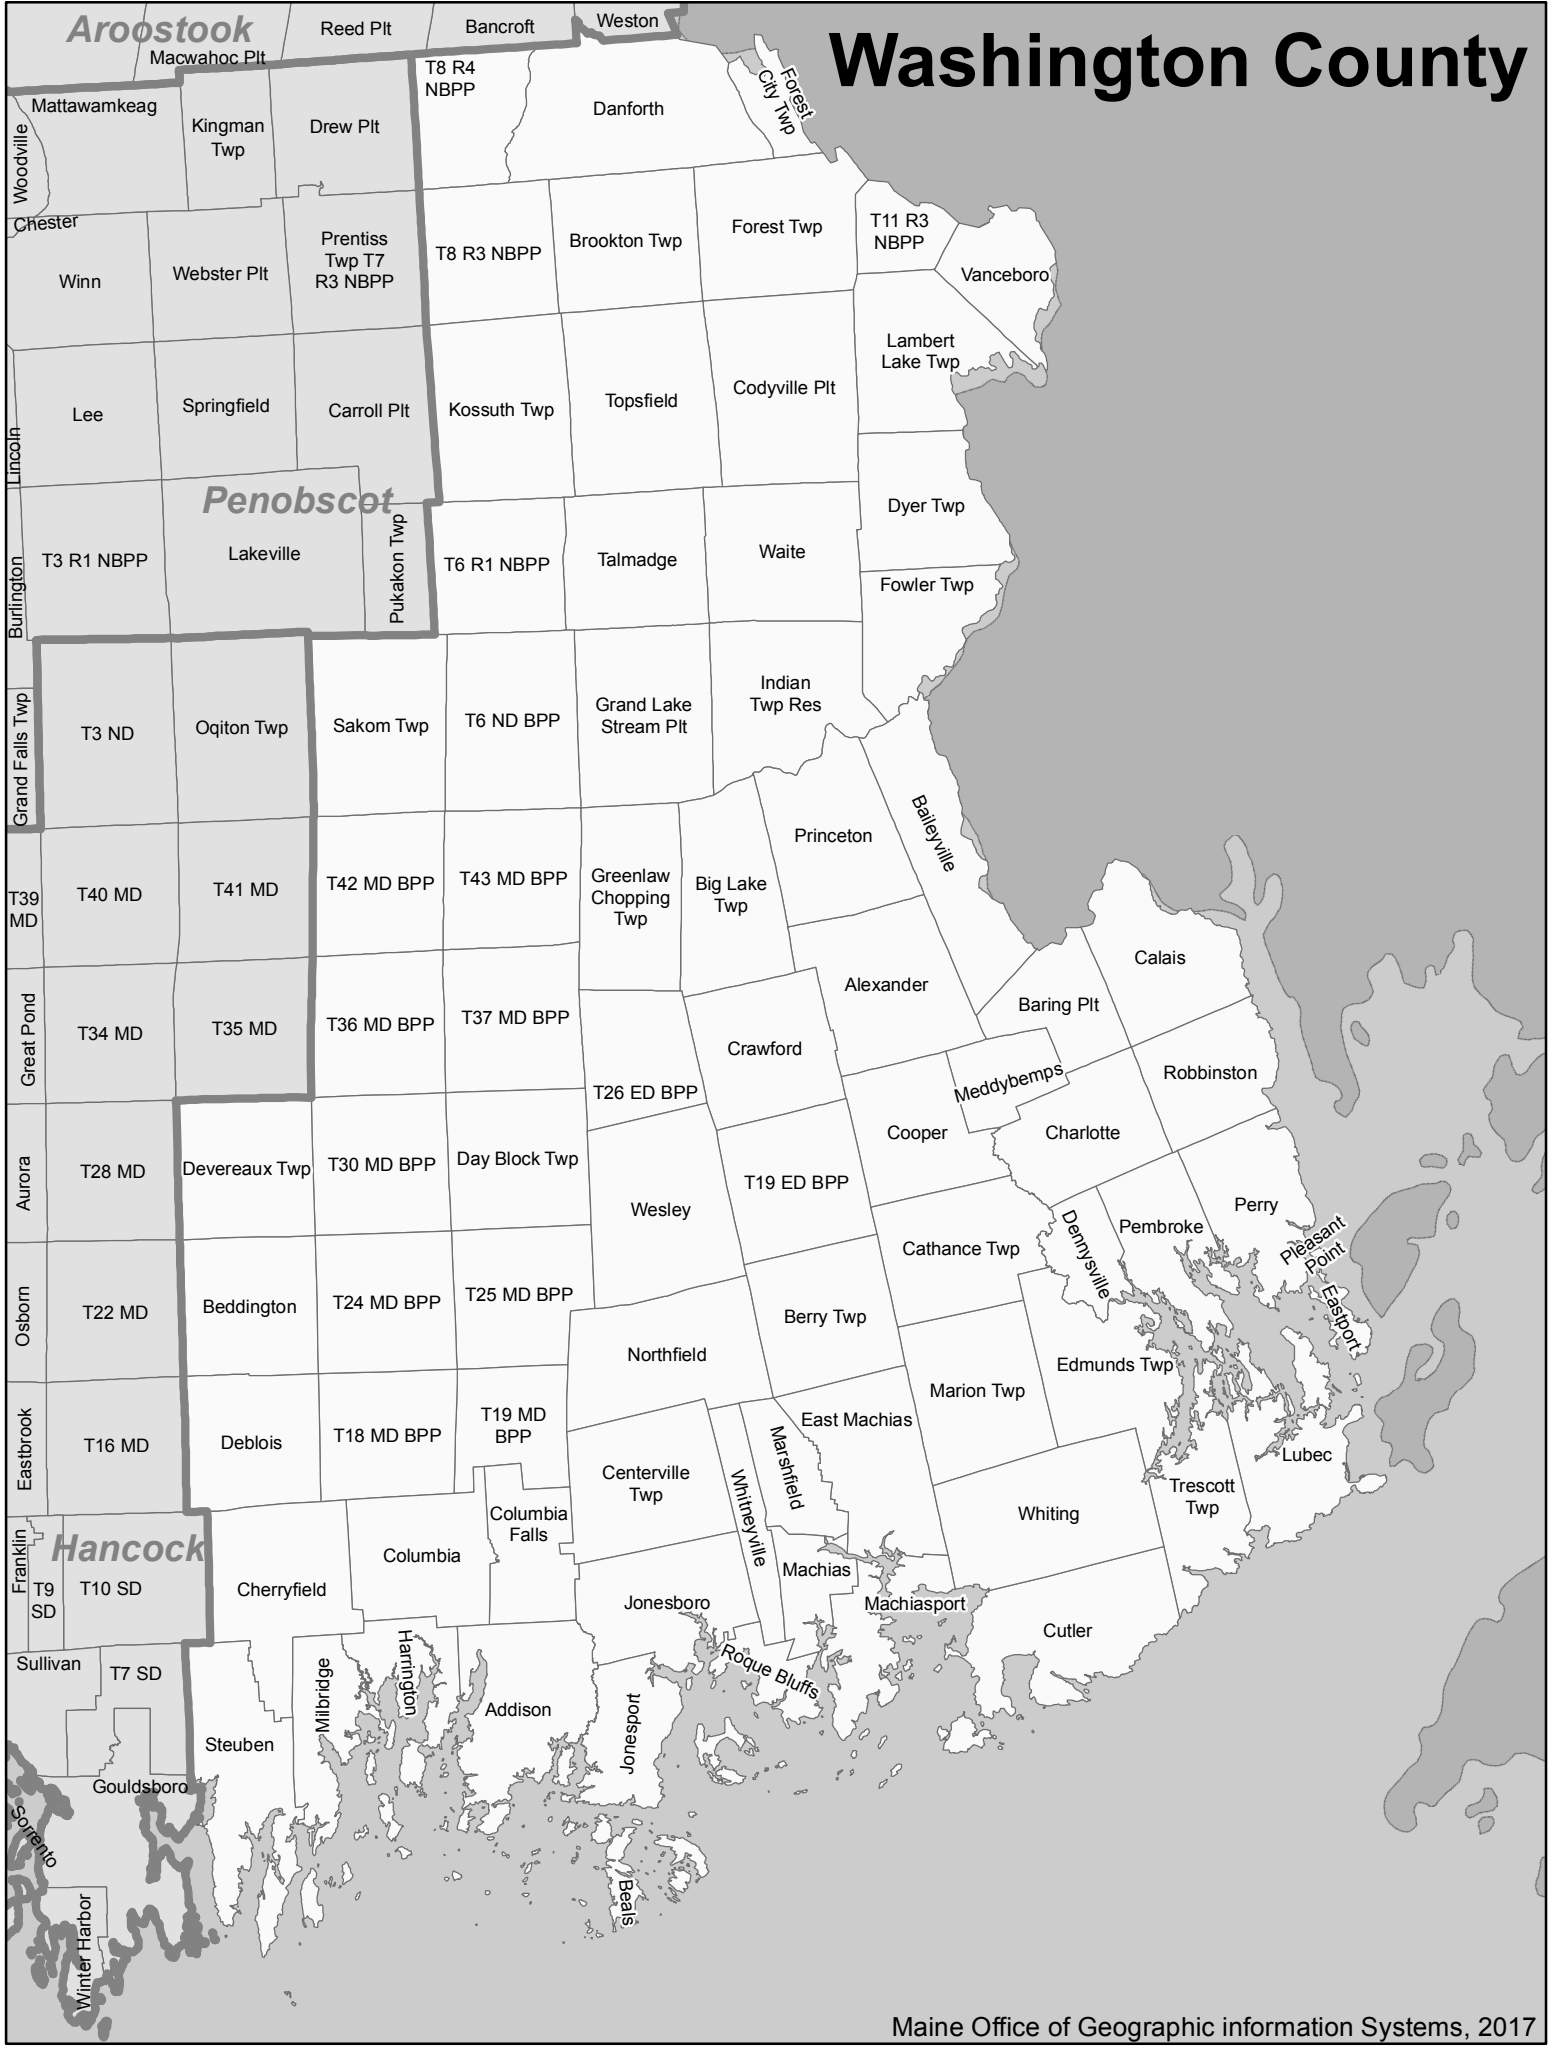 Washington County
Aroostook
Macwahoc Plt
Reed Plt
Bancroft
Weston
Mattawamkeag
Woodville
Kingman
Twp
Drew Plt
T8 R4
NBPP
Danforth
Forest
City Twp
Chester
Winn
Webster Plt
Prentiss
Twp T7
R3 NBPP
T8 R3 NBPP
Brookton Twp
Forest Twp
T11 R3
NBPP
Vanceboro
Lambert
Lake Twp
Lincoln
Lee
Springfield
Carroll Plt
Kossuth Twp
Topsfield
Codyville Plt
Penobscot
Dyer Twp
Burlington
T3 R1 NBPP
Lakeville
Pukakon Twp
T6 R1 NBPP
Talmadge
Waite
Fowler Twp
Grand Falls Twp
T3 ND
Oqiton Twp
Sakom Twp
T6 ND BPP
Grand Lake
Stream Plt
Indian
Twp Res
Princeton
Baileyville
T39
MD
T40 MD
T41 MD
T42 MD BPP
T43 MD BPP
Greenlaw
Chopping
Twp
Big Lake
Twp
Alexander
Calais
Baring Plt
Great Pond
T34 MD
T35 MD
T36 MD BPP
T37 MD BPP
T26 ED BPP
Crawford
Meddybemps
Robbinston
Cooper
Charlotte
Aurora
T28 MD
Devereaux Twp
T30 MD BPP
Day Block Twp
Wesley
T19 ED BPP
Cathance Twp
Dennysville
Pembroke
Perry
Pleasant
Point
Eastport
Osborn
T22 MD
Beddington
T24 MD BPP
T25 MD BPP
Northfield
Berry Twp
Marion Twp
Edmunds Twp
Eastbrook
T16 MD
Deblois
T18 MD BPP
T19 MD
BPP
Centerville
Twp
Whitneyville
Marshfield
East Machias
Whiting
Trescott
Twp
Lubec
Franklin
Hancock
T9
SD
T10 SD
Cherryfield
Columbia
Columbia
Falls
Jonesboro
Machias
Machiasport
Cutler
Sullivan
T7 SD
Steuben
Milbridge
Harrington
Addison
Jonesport
Roque Bluffs
Gouldsboro
Sorrento
Beals
Winter Harbor
Maine Office of Geographic information Systems, 2017